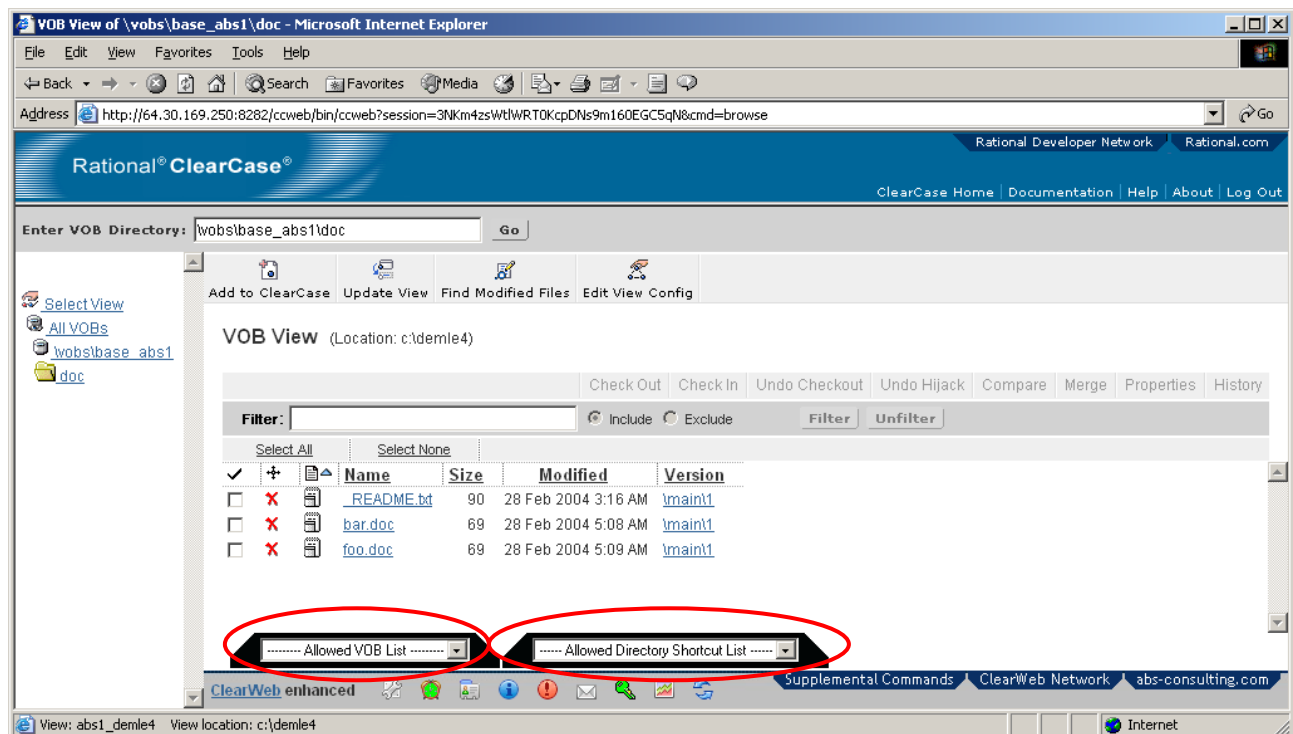 VOB View of \vobs\base_abs1\doc - Microsoft Internet Explorer
File Edit View Favorites Tools Help
Back Search Favorites Media
Address http://64.30.169.250:8282/ccweb/bin/ccweb?session=3NKm4zsWtlWRT0KcpDNs9m160EGC5qN&cmd=browse Go
Rational Developer Network Rational.com
Rational® ClearCase®
ClearCase Home | Documentation | Help | About | Log Out
Enter VOB Directory: \vobs\base_abs1\doc Go
Add to ClearCase Update View Find Modified Files Edit View Config
Select View
All VOBs
\vobs\base_abs1
doc
VOB View (Location: c:\demle4)
Check Out Check In Undo Checkout Undo Hijack Compare Merge Properties History
Filter: Include Exclude Filter Unfilter
Select All Select None
Name Size Modified Version
_README.txt 90 28 Feb 2004 3:16 AM \main\1
bar.doc 69 28 Feb 2004 5:08 AM \main\1
foo.doc 69 28 Feb 2004 5:09 AM \main\1
--------- Allowed VOB List --------- ------ Allowed Directory Shortcut List ------
ClearWeb enhanced Supplemental Commands ClearWeb Network abs-consulting.com
View: abs1_demle4 View location: c:\demle4 Internet